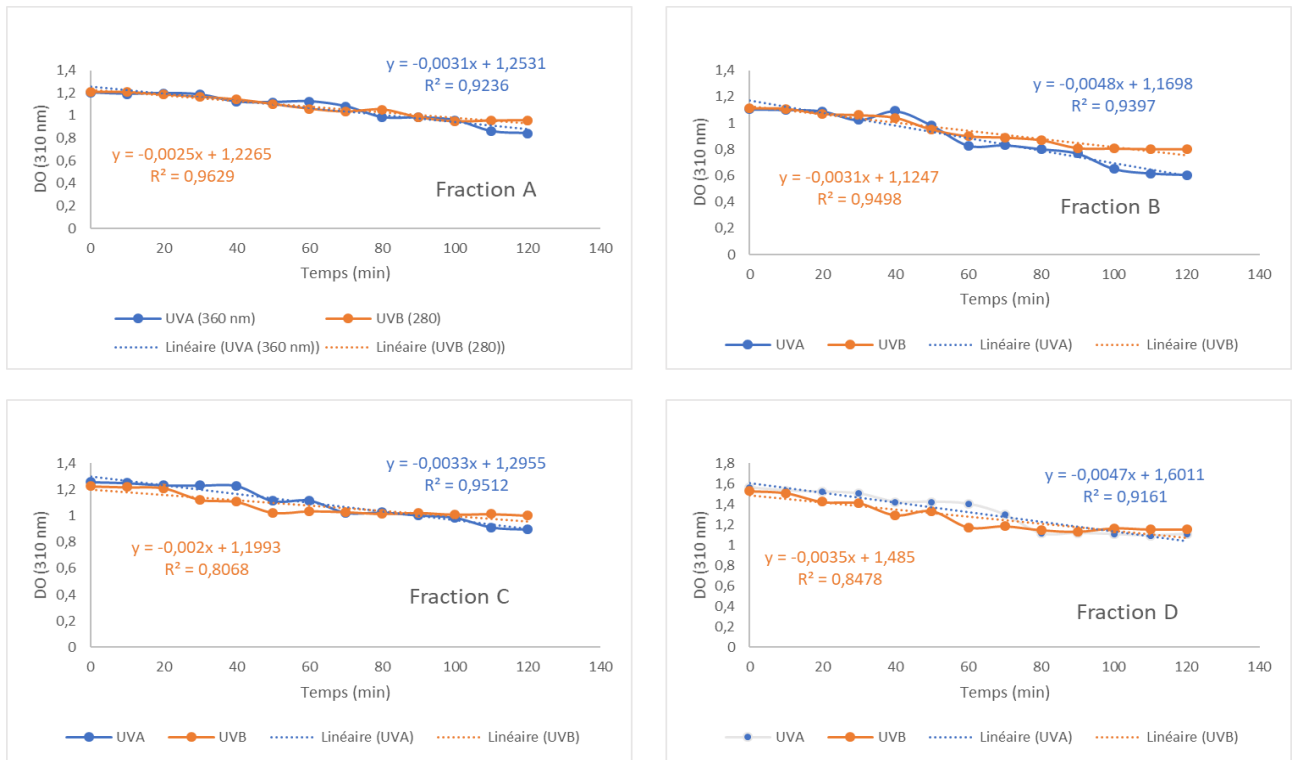 y = -0,0031x + 1,2531
R² = 0,9236
1,4
1,2
1
0,8
0,6
0,4
0,2
0
DO (310 nm)
y = -0,0025x + 1,2265
R² = 0,9629
Fraction A
0 20 40 60 80 100 120 140
Temps (min)
UVA (360 nm) UVB (280)
Linéaire (UVA (360 nm)) Linéaire (UVB (280))
y = -0,0048x + 1,1698
R² = 0,9397
1,4
1,2
1
0,8
0,6
0,4
0,2
0
DO (310 nm)
y = -0,0031x + 1,1247
R² = 0,9498
Fraction B
0 20 40 60 80 100 120 140
Temps (min)
UVA UVB Linéaire (UVA) Linéaire (UVB)
y = -0,0033x + 1,2955
R² = 0,9512
1,4
1,2
1
0,8
0,6
0,4
0,2
0
DO (310 nm)
y = -0,002x + 1,1993
R² = 0,8068
Fraction C
0 20 40 60 80 100 120 140
Temps (min)
UVA UVB Linéaire (UVA) Linéaire (UVB)
y = -0,0047x + 1,6011
R² = 0,9161
1,8
1,6
1,4
1,2
1
0,8
0,6
0,4
0,2
0
DO (310 nm)
y = -0,0035x + 1,485
R² = 0,8478
Fraction D
0 20 40 60 80 100 120 140
Temps (min)
UVA UVB Linéaire (UVA) Linéaire (UVB)